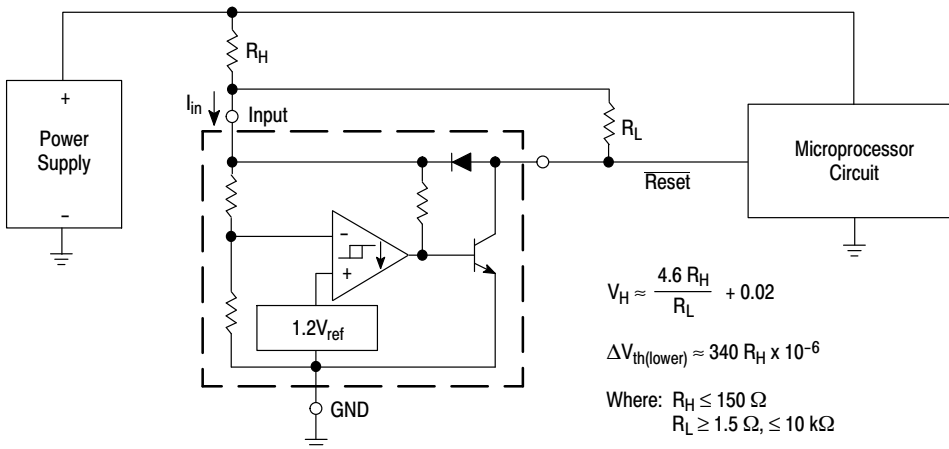 R_H
+
Power
Supply
−
I_in
Input
R_L
Reset
Microprocessor
Circuit
−
+
1.2V_ref
GND
V_H ≈ 4.6 R_H / R_L + 0.02
ΔV_th(lower) ≈ 340 R_H x 10^−6
Where: R_H ≤ 150 Ω
R_L ≥ 1.5 Ω, ≤ 10 kΩ